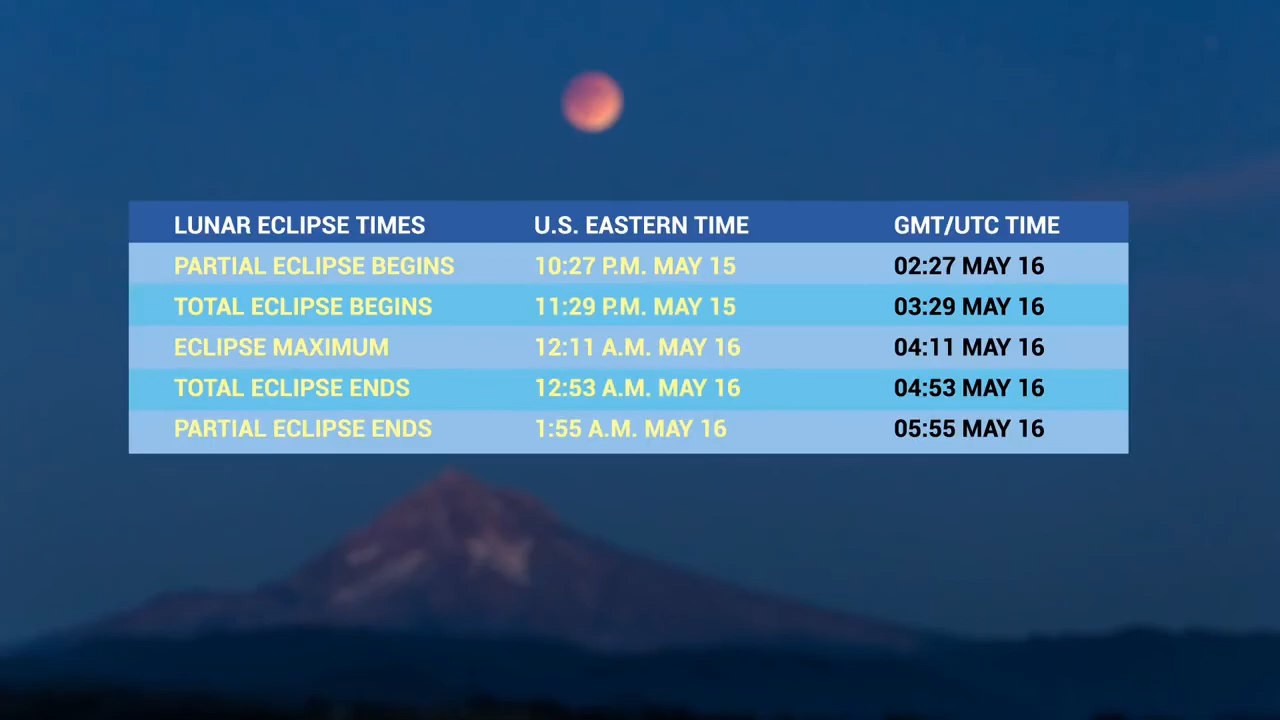 LUNAR ECLIPSE TIMES U.S. EASTERN TIME GMT/UTC TIME
PARTIAL ECLIPSE BEGINS 10:27 P.M. MAY 15 02:27 MAY 16
TOTAL ECLIPSE BEGINS 11:29 P.M. MAY 15 03:29 MAY 16
ECLIPSE MAXIMUM 12:11 A.M. MAY 16 04:11 MAY 16
TOTAL ECLIPSE ENDS 12:53 A.M. MAY 16 04:53 MAY 16
PARTIAL ECLIPSE ENDS 1:55 A.M. MAY 16 05:55 MAY 16